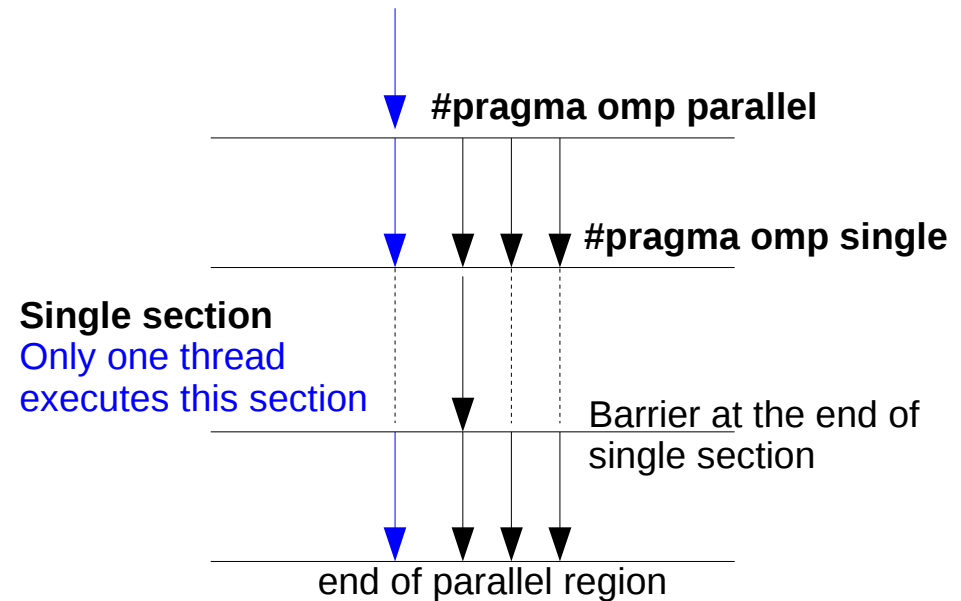 #pragma omp parallel
#pragma omp single
Single section
Only one thread
executes this section
Barrier at the end of
single section
end of parallel region